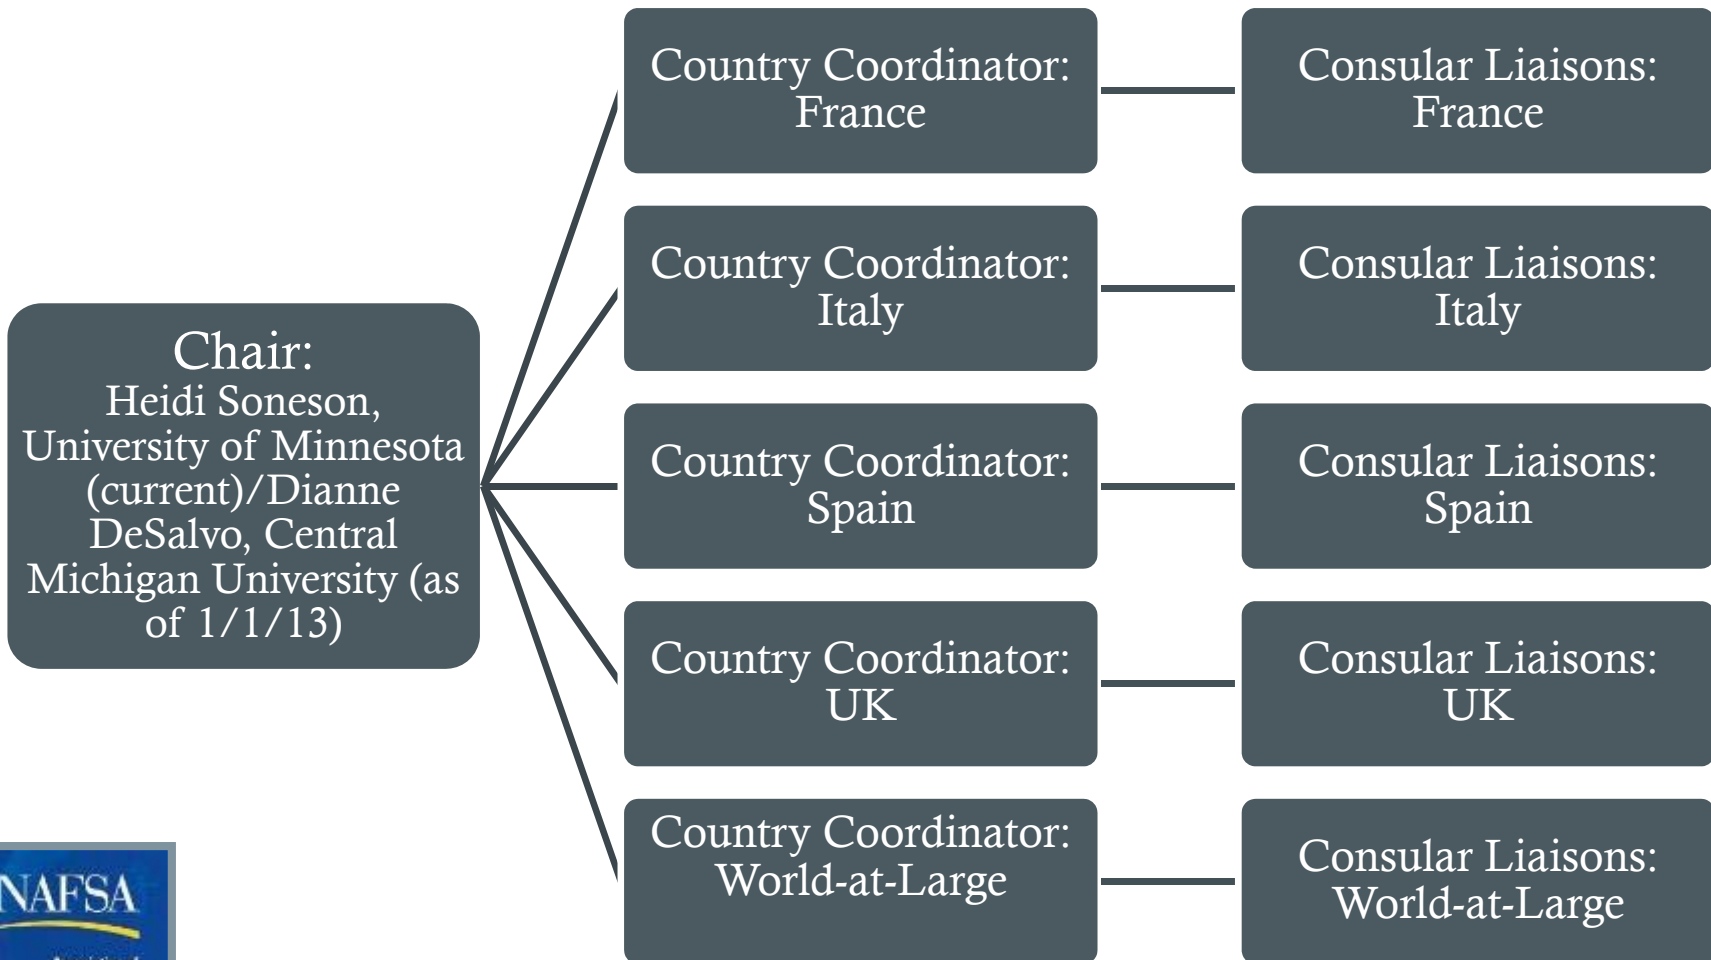 Chair:
Heidi Soneson,
University of Minnesota
(current)/Dianne
DeSalvo, Central
Michigan University (as
of 1/1/13)
Country Coordinator:
France
Consular Liaisons:
France
Country Coordinator:
Italy
Consular Liaisons:
Italy
Country Coordinator:
Spain
Consular Liaisons:
Spain
Country Coordinator:
UK
Consular Liaisons:
UK
Country Coordinator:
World-at-Large
Consular Liaisons:
World-at-Large
NAFSA